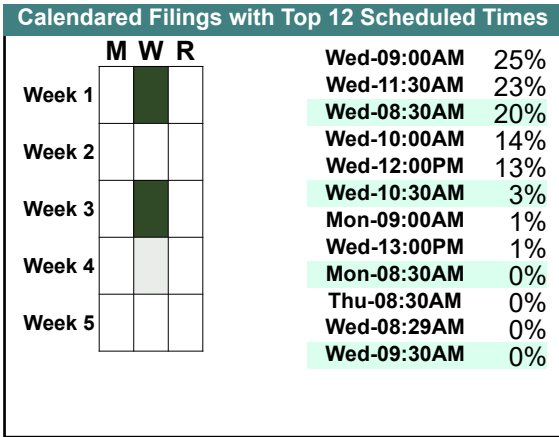 Calendared Filings with Top 12 Scheduled Times
M W R
Week 1
Week 2
Week 3
Week 4
Week 5
Wed-09:00AM 25%
Wed-11:30AM 23%
Wed-08:30AM 20%
Wed-10:00AM 14%
Wed-12:00PM 13%
Wed-10:30AM 3%
Mon-09:00AM 1%
Wed-13:00PM 1%
Mon-08:30AM 0%
Thu-08:30AM 0%
Wed-08:29AM 0%
Wed-09:30AM 0%